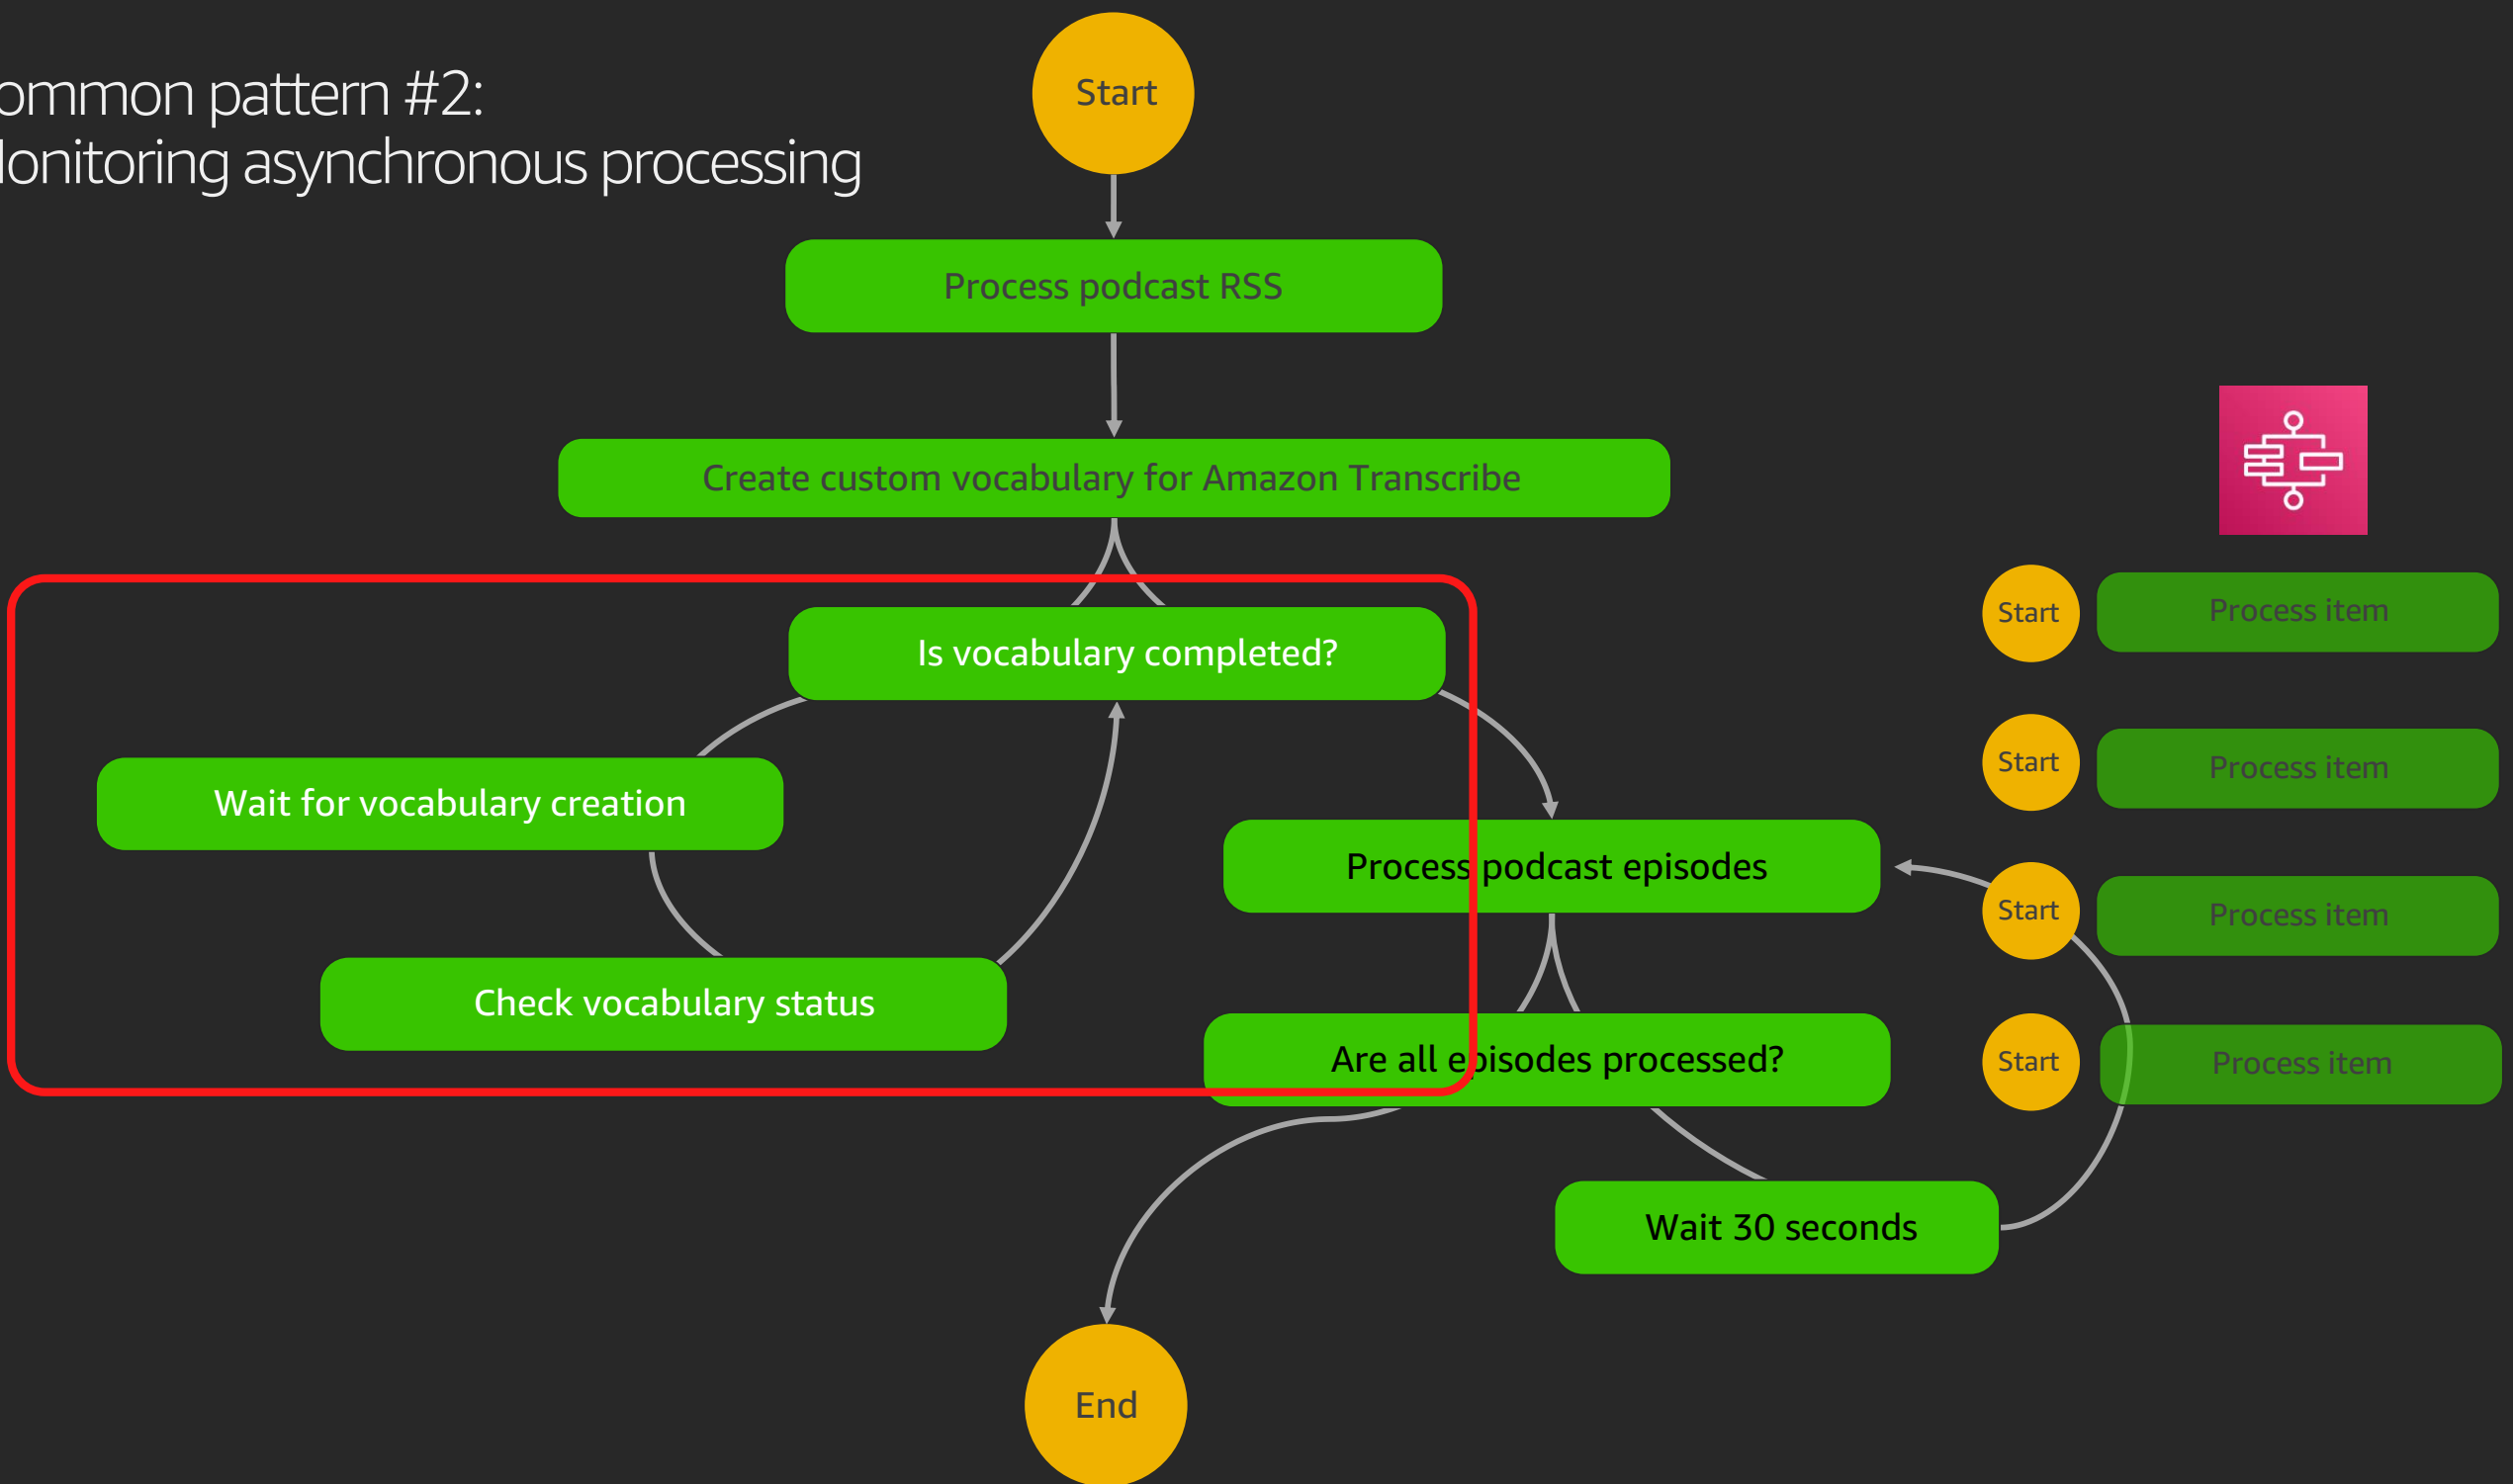 ommon pattern #2:
onitoring asynchronous processing
Start
Process podcast RSS
Create custom vocabulary for Amazon Transcribe
Is vocabulary completed?
Wait for vocabulary creation
Check vocabulary status
Process podcast episodes
Are all episodes processed?
Wait 30 seconds
End
Start
Process item
Start
Process item
Start
Process item
Start
Process item